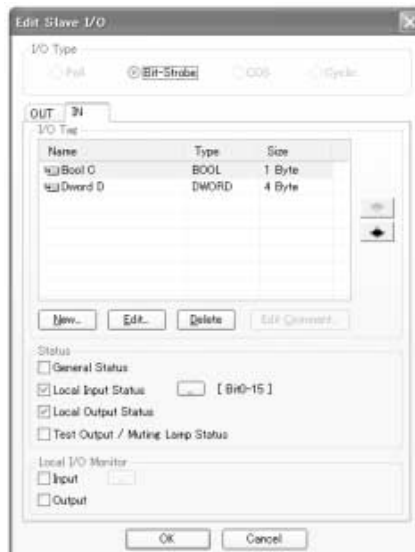 Edit Slave I/O
I/O Type
Poll Bit-Strobe COS Cyclic
OUT IN
I/O Tag
Name Type Size
Bool C BOOL 1 Byte
Dword D DWORD 4 Byte
New... Edit... Delete Edit Comment...
Status
General Status
Local Input Status ... [ Bit0-15 ]
Local Output Status
Test Output / Muting Lamp Status
Local I/O Monitor
Input ...
Output
OK Cancel